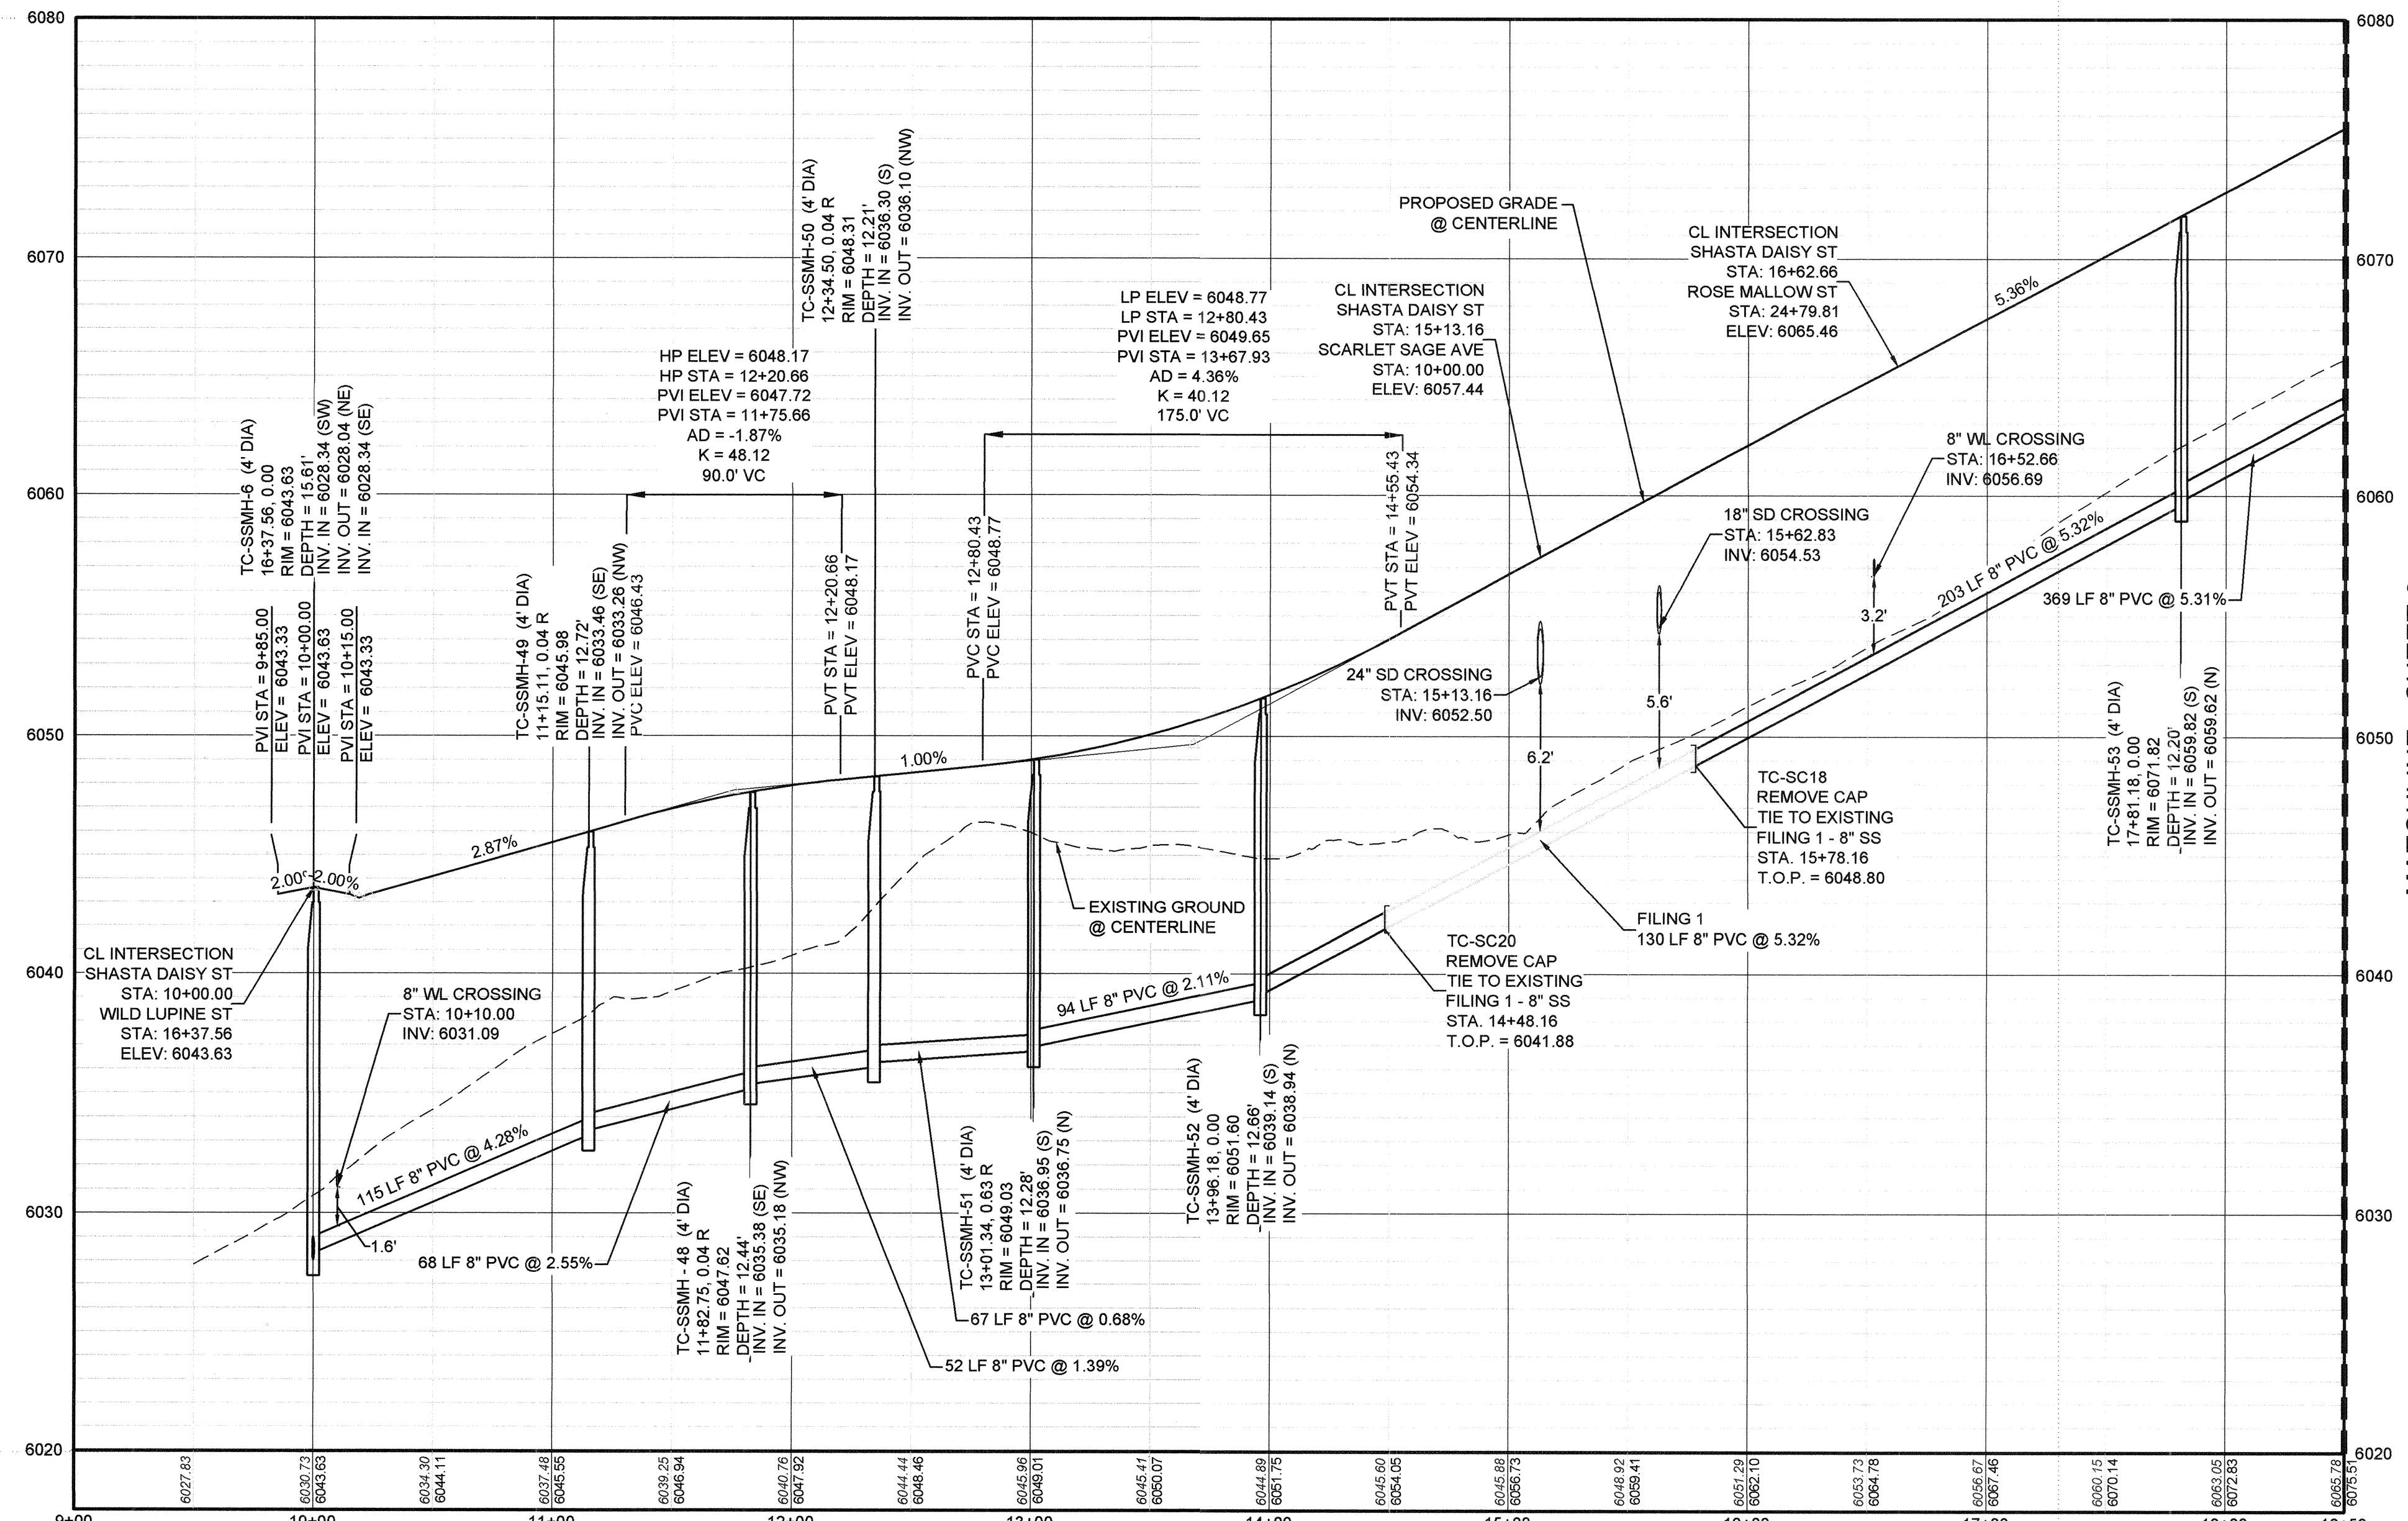 6080
6070
6060
6050
6040
6030
6020
6080
6070
6060
6050
6040
6030
6020
TC-SSMH-6 (4' DIA)
16+37.56, 0.00
RIM = 6043.63
DEPTH = 15.61'
INV. IN = 6028.34 (SW)
INV. OUT = 6028.04 (NE)
INV. IN = 6028.34 (SE)
PVI STA = 9+85.00
ELEV = 6043.33
PVI STA = 10+00.00
ELEV = 6043.63
PVI STA = 10+15.00
ELEV = 6043.33
2.00%
-2.00%
2.87%
CL INTERSECTION
SHASTA DAISY ST
STA: 10+00.00
WILD LUPINE ST
STA: 16+37.56
ELEV: 6043.63
8" WL CROSSING
STA: 10+10.00
INV: 6031.09
1.6'
115 LF 8" PVC @ 4.28%
68 LF 8" PVC @ 2.55%
TC-SSMH-49 (4' DIA)
11+15.11, 0.04 R
RIM = 6045.98
DEPTH = 12.72'
INV. IN = 6033.46 (SE)
INV. OUT = 6033.26 (NW)
PVC ELEV = 6046.43
HP ELEV = 6048.17
HP STA = 12+20.66
PVI ELEV = 6047.72
PVI STA = 11+75.66
AD = -1.87%
K = 48.12
90.0' VC
PVT STA = 12+20.66
PVT ELEV = 6048.17
TC-SSMH-50 (4' DIA)
12+34.50, 0.04 R
RIM = 6048.31
DEPTH = 12.21'
INV. IN = 6036.30 (S)
INV. OUT = 6036.10 (NW)
1.00%
TC-SSMH - 48 (4' DIA)
11+82.75, 0.04 R
RIM = 6047.62
DEPTH = 12.44'
INV. IN = 6035.38 (SE)
INV. OUT = 6035.18 (NW)
PVC STA = 12+80.43
PVC ELEV = 6048.77
LP ELEV = 6048.77
LP STA = 12+80.43
PVI ELEV = 6049.65
PVI STA = 13+67.93
AD = 4.36%
K = 40.12
175.0' VC
PVT STA = 14+55.43
PVT ELEV = 6054.34
EXISTING GROUND
@ CENTERLINE
94 LF 8" PVC @ 2.11%
TC-SSMH-51 (4' DIA)
13+01.34, 0.63 R
RIM = 6049.03
DEPTH = 12.28'
INV. IN = 6036.95 (S)
INV. OUT = 6036.75 (N)
67 LF 8" PVC @ 0.68%
52 LF 8" PVC @ 1.39%
TC-SSMH-52 (4' DIA)
13+96.18, 0.00
RIM = 6051.60
DEPTH = 12.66'
INV. IN = 6039.14 (S)
INV. OUT = 6038.94 (N)
CL INTERSECTION
SHASTA DAISY ST
STA: 15+13.16
SCARLET SAGE AVE
STA: 10+00.00
ELEV: 6057.44
PROPOSED GRADE
@ CENTERLINE
CL INTERSECTION
SHASTA DAISY ST
STA: 16+62.66
ROSE MALLOW ST
STA: 24+79.81
ELEV: 6065.46
5.36%
24" SD CROSSING
STA: 15+13.16
INV: 6052.50
6.2'
18" SD CROSSING
STA: 15+62.83
INV: 6054.53
5.6'
8" WL CROSSING
STA: 16+52.66
INV: 6056.69
3.2'
203 LF 8" PVC @ 5.32%
369 LF 8" PVC @ 5.31%
TC-SC18
REMOVE CAP
TIE TO EXISTING
FILING 1 - 8" SS
STA. 15+78.16
T.O.P. = 6048.80
FILING 1
130 LF 8" PVC @ 5.32%
TC-SC20
REMOVE CAP
TIE TO EXISTING
FILING 1 - 8" SS
STA. 14+48.16
T.O.P. = 6041.88
TC-SSMH-53 (4' DIA)
17+81.18, 0.00
RIM = 6071.82
DEPTH = 12.20'
INV. IN = 6059.82 (S)
INV. OUT = 6059.62 (N)
6027.83
6030.73
6043.63
6034.30
6044.11
6037.48
6045.55
6039.25
6046.94
6040.76
6047.92
6044.44
6048.46
6045.96
6049.01
6045.41
6050.07
6044.89
6051.75
6045.60
6054.05
6045.88
6056.73
6048.92
6059.41
6051.29
6062.10
6053.73
6064.78
6056.67
6067.46
6060.15
6070.14
6063.05
6072.83
6065.78
6075.51
9+00
10+00